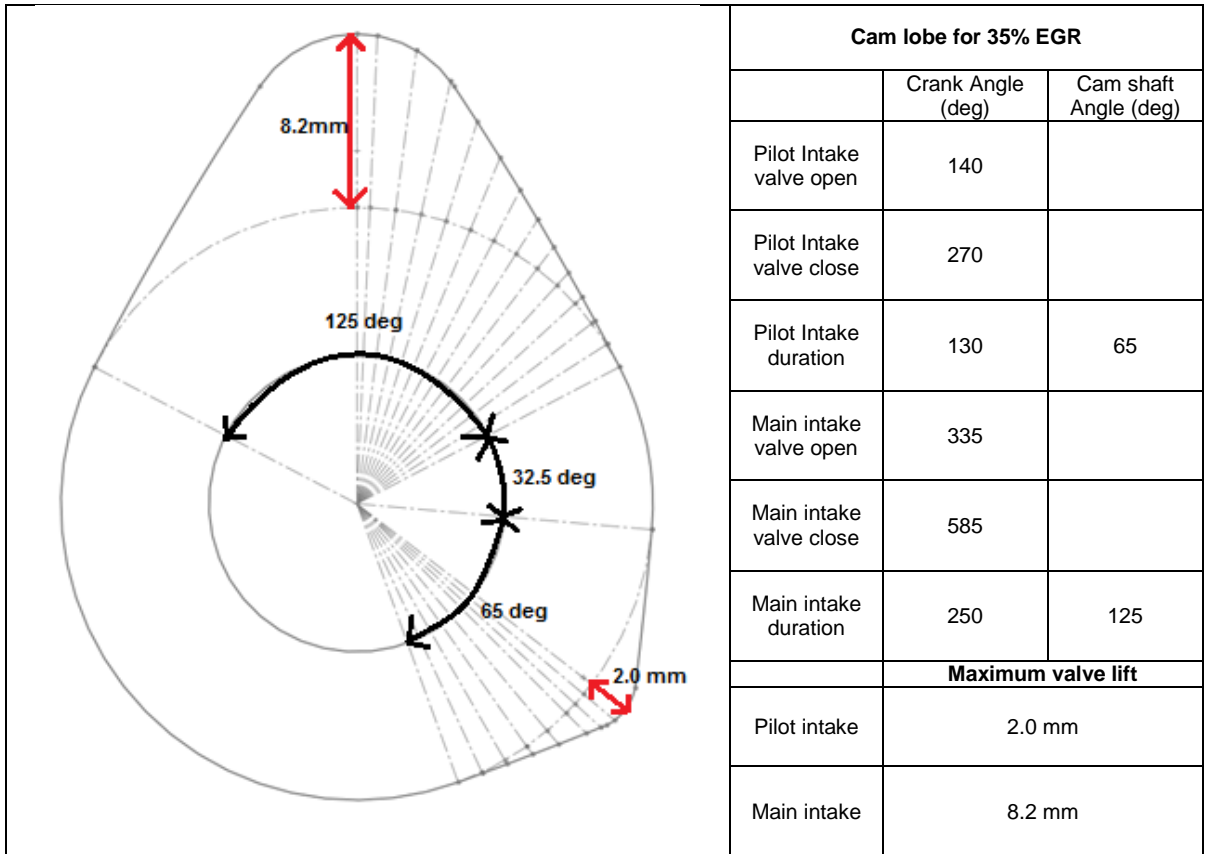 8.2mm
125 deg
32.5 deg
65 deg
2.0 mm
Cam lobe for 35% EGR
Crank Angle
(deg)
Cam shaft
Angle (deg)
Pilot Intake
valve open
140
Pilot Intake
valve close
270
Pilot Intake
duration
130
65
Main intake
valve open
335
Main intake
valve close
585
Main intake
duration
250
125
Maximum valve lift
Pilot intake
2.0 mm
Main intake
8.2 mm